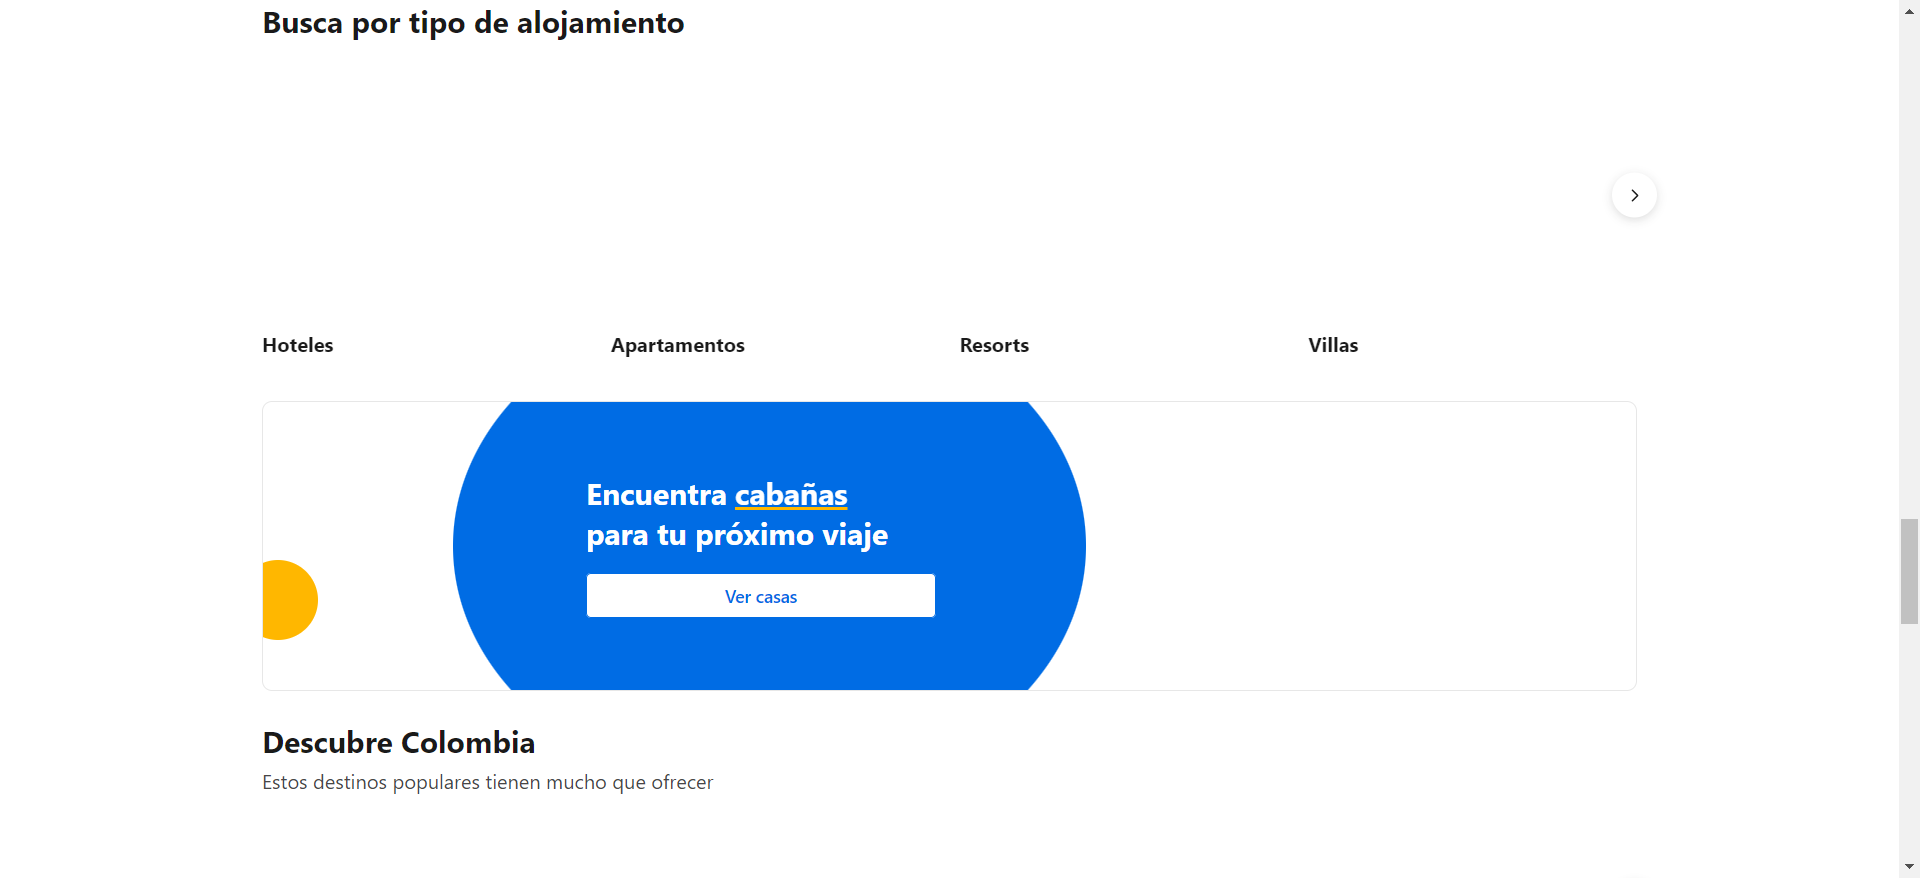 Busca por tipo de alojamiento
Hoteles
Apartamentos
Resorts
Villas
Encuentra cabañas
para tu próximo viaje
Ver casas
Descubre Colombia
Estos destinos populares tienen mucho que ofrecer